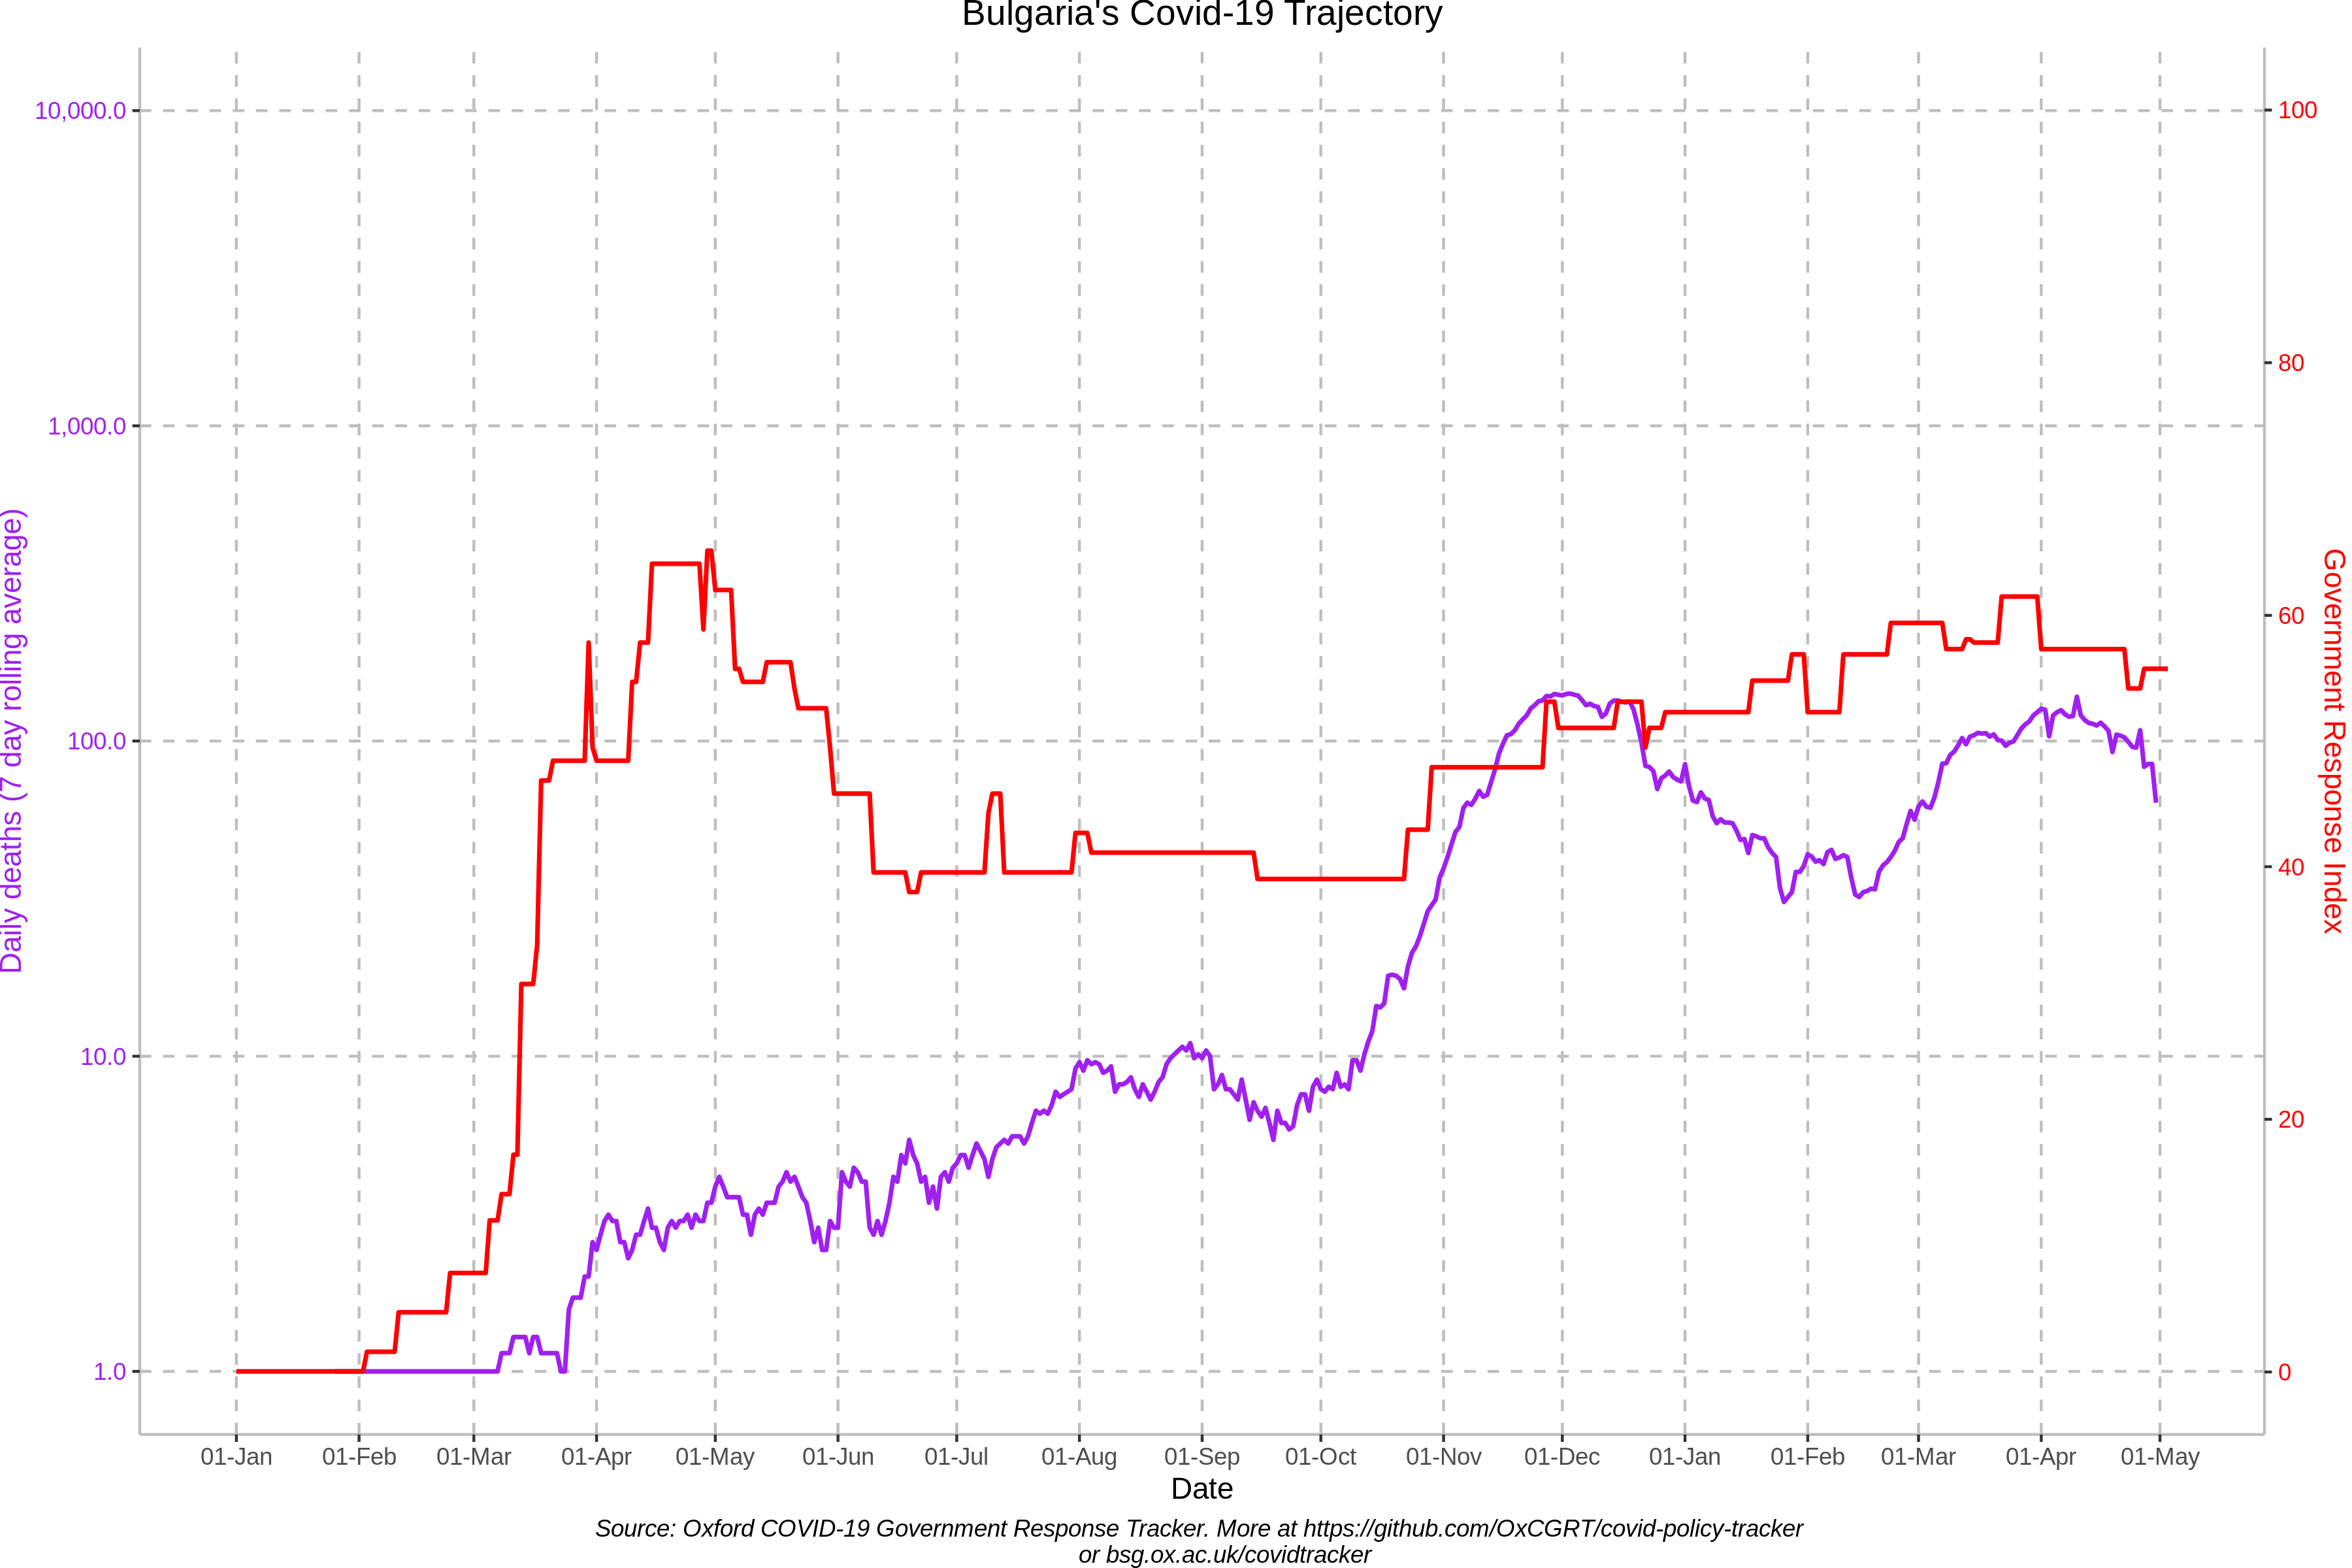 Bulgaria's Covid-19 Trajectory
10,000.0
1,000.0
100.0
10.0
1.0
Daily deaths (7 day rolling average)
100
80
60
40
20
0
Government Response Index
01-Jan 01-Feb 01-Mar 01-Apr 01-May 01-Jun 01-Jul 01-Aug 01-Sep 01-Oct 01-Nov 01-Dec 01-Jan 01-Feb 01-Mar 01-Apr 01-May
Date
Source: Oxford COVID-19 Government Response Tracker. More at https://github.com/OxCGRT/covid-policy-tracker
or bsg.ox.ac.uk/covidtracker